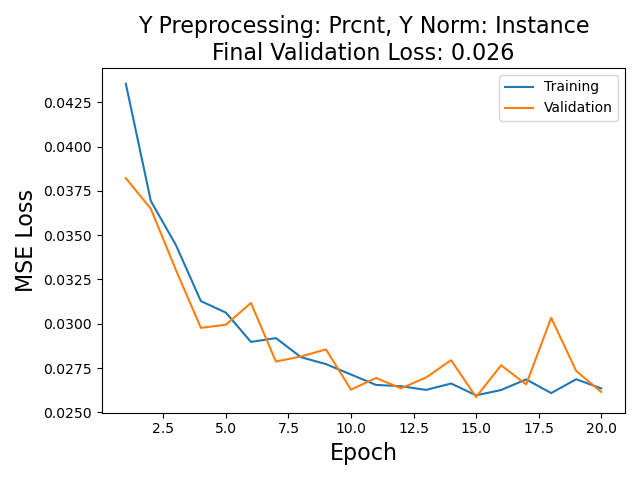 Y Preprocessing: Prcnt, Y Norm: Instance
Final Validation Loss: 0.026
Training
Validation
MSE Loss
0.0425
0.0400
0.0375
0.0350
0.0325
0.0300
0.0275
0.0250
2.5 5.0 7.5 10.0 12.5 15.0 17.5 20.0
Epoch